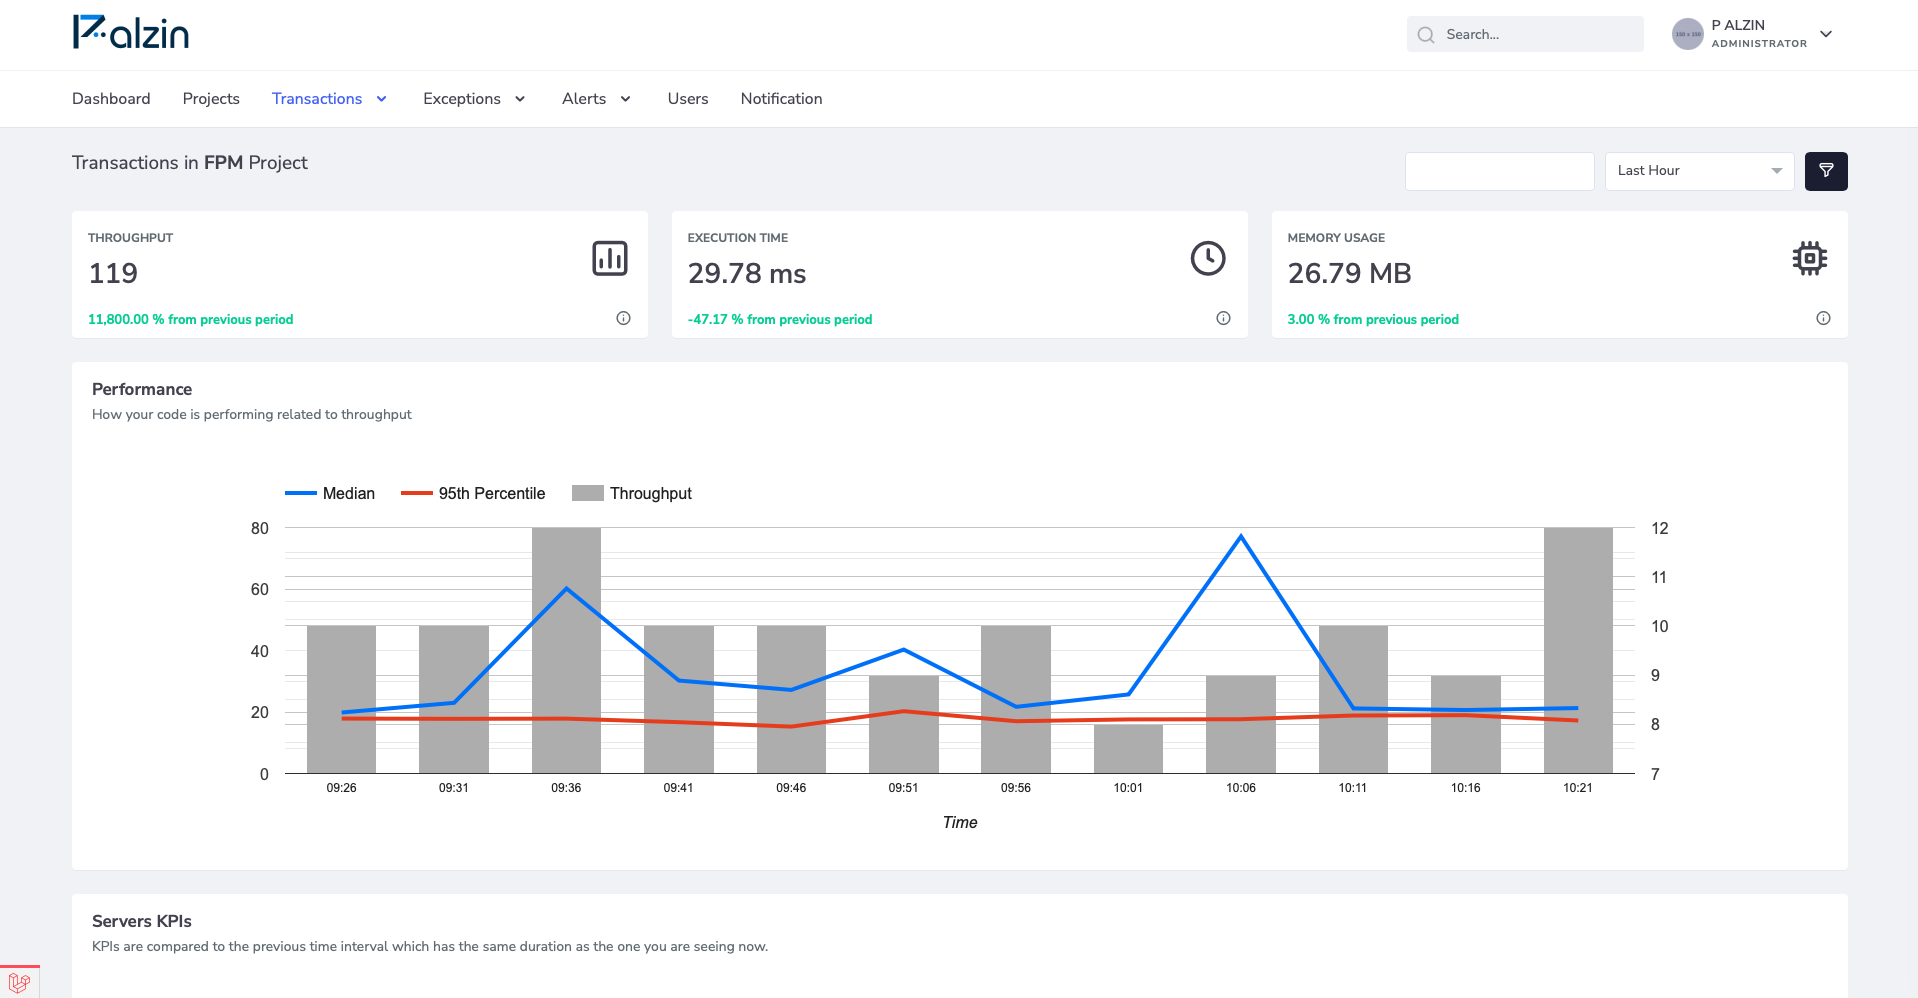 Palzin
Search...
P ALZIN
ADMINISTRATOR
Dashboard
Projects
Transactions
Exceptions
Alerts
Users
Notification
Transactions in FPM Project
Last Hour
THROUGHPUT
119
11,800.00 % from previous period
EXECUTION TIME
29.78 ms
-47.17 % from previous period
MEMORY USAGE
26.79 MB
3.00 % from previous period
Performance
How your code is performing related to throughput
Median
95th Percentile
Throughput
80
60
40
20
0
12
11
10
9
8
7
09:26
09:31
09:36
09:41
09:46
09:51
09:56
10:01
10:06
10:11
10:16
10:21
Time
Servers KPIs
KPIs are compared to the previous time interval which has the same duration as the one you are seeing now.